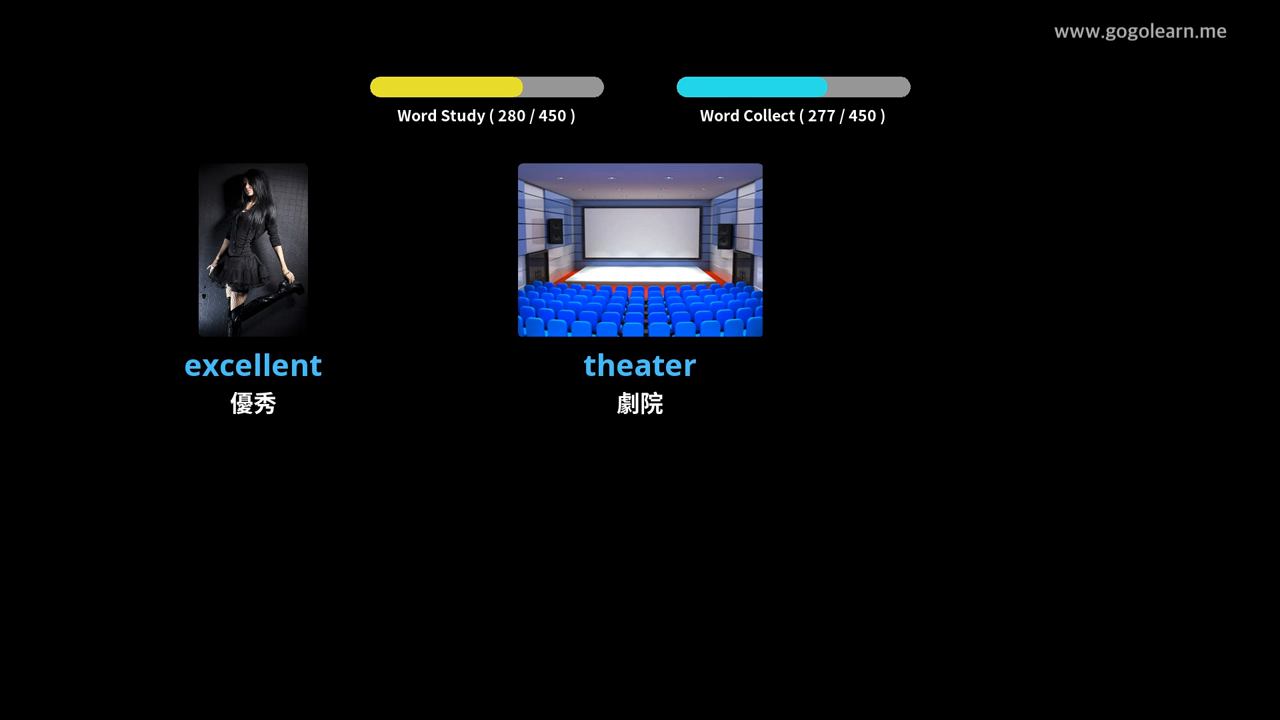 www.gogolearn.me
Word Study ( 280 / 450 )
Word Collect ( 277 / 450 )
excellent
優秀
theater
劇院